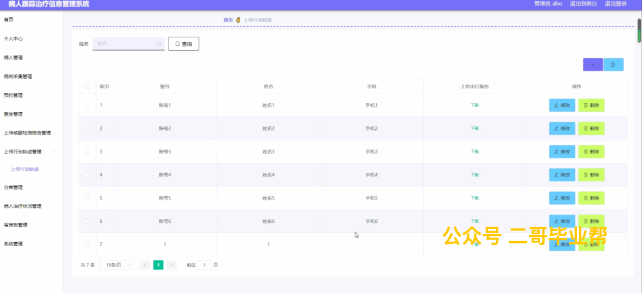 病人跟踪治疗信息管理系统
管理员 abo 退出到前台 退出登录
首页
个人中心
病人管理
病例采集管理
预约管理
医生管理
上传核酸检测报告管理
上传行动轨迹管理
上传行动轨迹
分类管理
病人治疗状况管理
留言板管理
系统管理
首页 上传行动轨迹
姓名 姓名 查询
索引 账号 姓名 手机 上传出行报告 操作
1 账号1 姓名1 手机1 下载 修改 删除
2 账号2 姓名2 手机2 下载 修改 删除
3 账号3 姓名3 手机3 下载 修改 删除
4 账号4 姓名4 手机4 下载 修改 删除
5 账号5 姓名5 手机5 下载 修改 删除
6 账号6 姓名6 手机6 下载 修改 删除
7 1 1 下载 修改 删除
共 7 条 10条/页 1 前往 1 页
公众号 二哥毕业帮